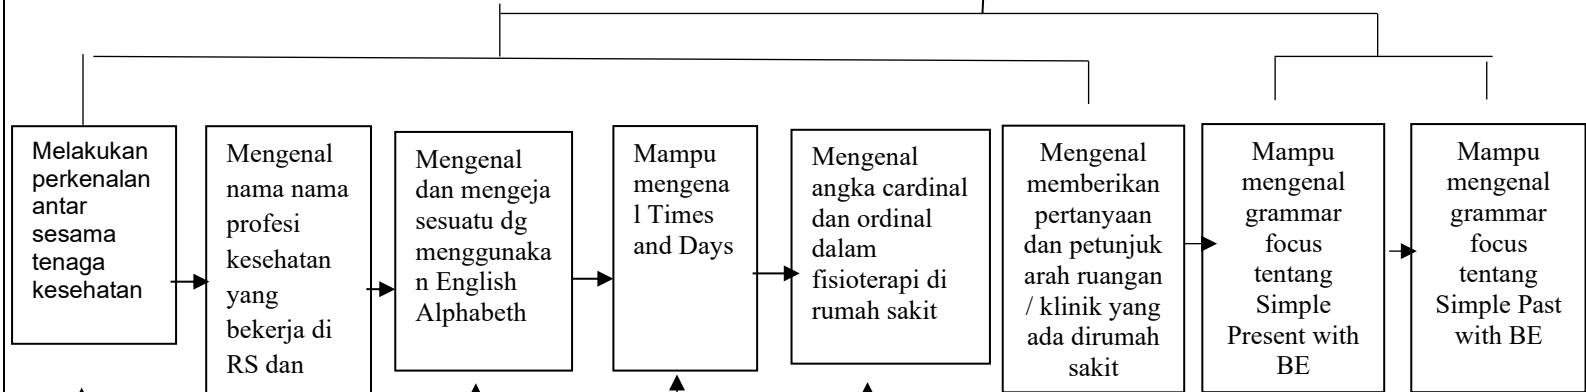 Melakukan
perkenalan
antar
sesama
tenaga
kesehatan
Mengenal
nama nama
profesi
kesehatan
yang
bekerja di
RS dan
Mengenal
dan mengeja
sesuatu dg
menggunaka
n English
Alphabeth
Mampu
mengena
l Times
and Days
Mengenal
angka cardinal
dan ordinal
dalam
fisioterapi di
rumah sakit
Mengenal
memberikan
pertanyaan
dan petunjuk
arah ruangan
/ klinik yang
ada dirumah
sakit
Mampu
mengenal
grammar
focus
tentang
Simple
Present with
BE
Mampu
mengenal
grammar
focus
tentang
Simple Past
with BE